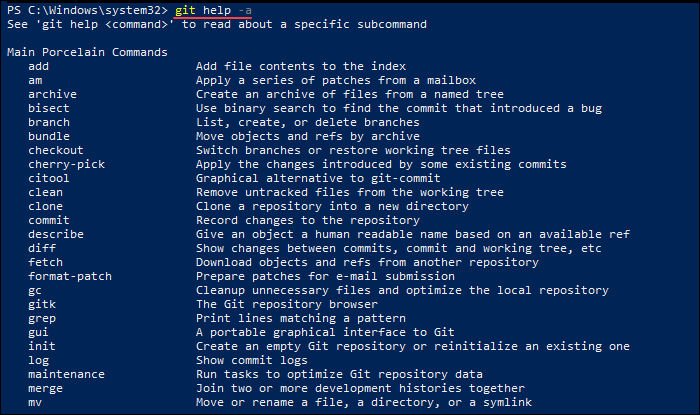 PS C:\Windows\system32> git help -a
See 'git help <command>' to read about a specific subcommand
Main Porcelain Commands
add Add file contents to the index
am Apply a series of patches from a mailbox
archive Create an archive of files from a named tree
bisect Use binary search to find the commit that introduced a bug
branch List, create, or delete branches
bundle Move objects and refs by archive
checkout Switch branches or restore working tree files
cherry-pick Apply the changes introduced by some existing commits
citool Graphical alternative to git-commit
clean Remove untracked files from the working tree
clone Clone a repository into a new directory
commit Record changes to the repository
describe Give an object a human readable name based on an available ref
diff Show changes between commits, commit and working tree, etc
fetch Download objects and refs from another repository
format-patch Prepare patches for e-mail submission
gc Cleanup unnecessary files and optimize the local repository
gitk The Git repository browser
grep Print lines matching a pattern
gui A portable graphical interface to Git
init Create an empty Git repository or reinitialize an existing one
log Show commit logs
maintenance Run tasks to optimize Git repository data
merge Join two or more development histories together
mv Move or rename a file, a directory, or a symlink